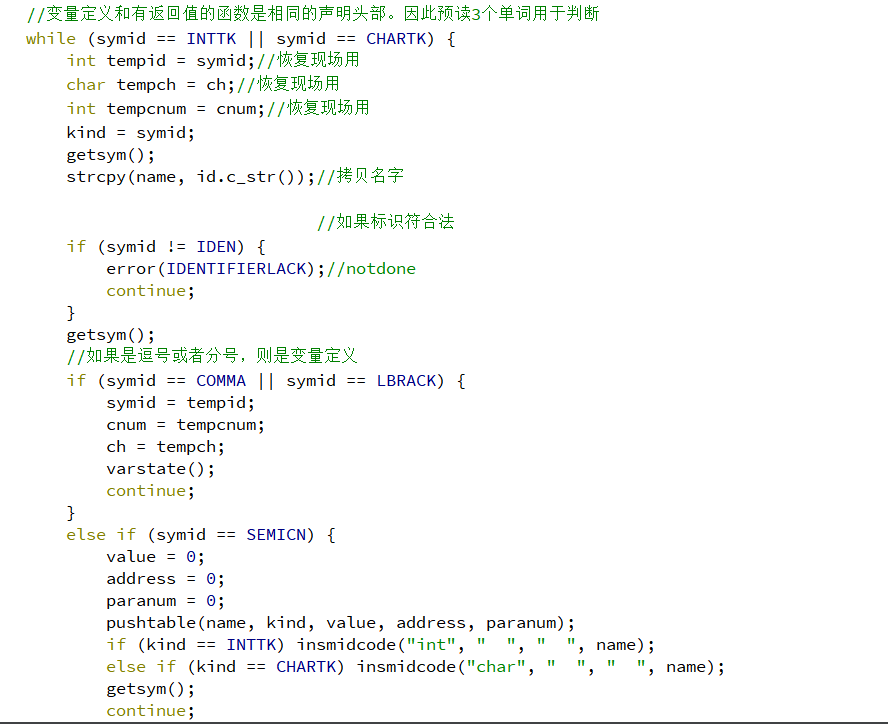 //变量定义和有返回值的函数是相同的声明头部。因此预读3个单词用于判断
while (symid == INTTK || symid == CHARTK) {
    int tempid = symid;//恢复现场用
    char tempch = ch;//恢复现场用
    int tempcnum = cnum;//恢复现场用
    kind = symid;
    getsym();
    strcpy(name, id.c_str());//拷贝名字
                             //如果标识符合法
    if (symid != IDEN) {
        error(IDENTIFIERLACK);//notdone
        continue;
    }
    getsym();
    //如果是逗号或者分号，则是变量定义
    if (symid == COMMA || symid == LBRACK) {
        symid = tempid;
        cnum = tempcnum;
        ch = tempch;
        varstate();
        continue;
    }
    else if (symid == SEMICN) {
        value = 0;
        address = 0;
        paranum = 0;
        pushtable(name, kind, value, address, paranum);
        if (kind == INTTK) insmidcode("int", "  ", "  ", name);
        else if (kind == CHARTK) insmidcode("char", "  ", "  ", name);
        getsym();
        continue;